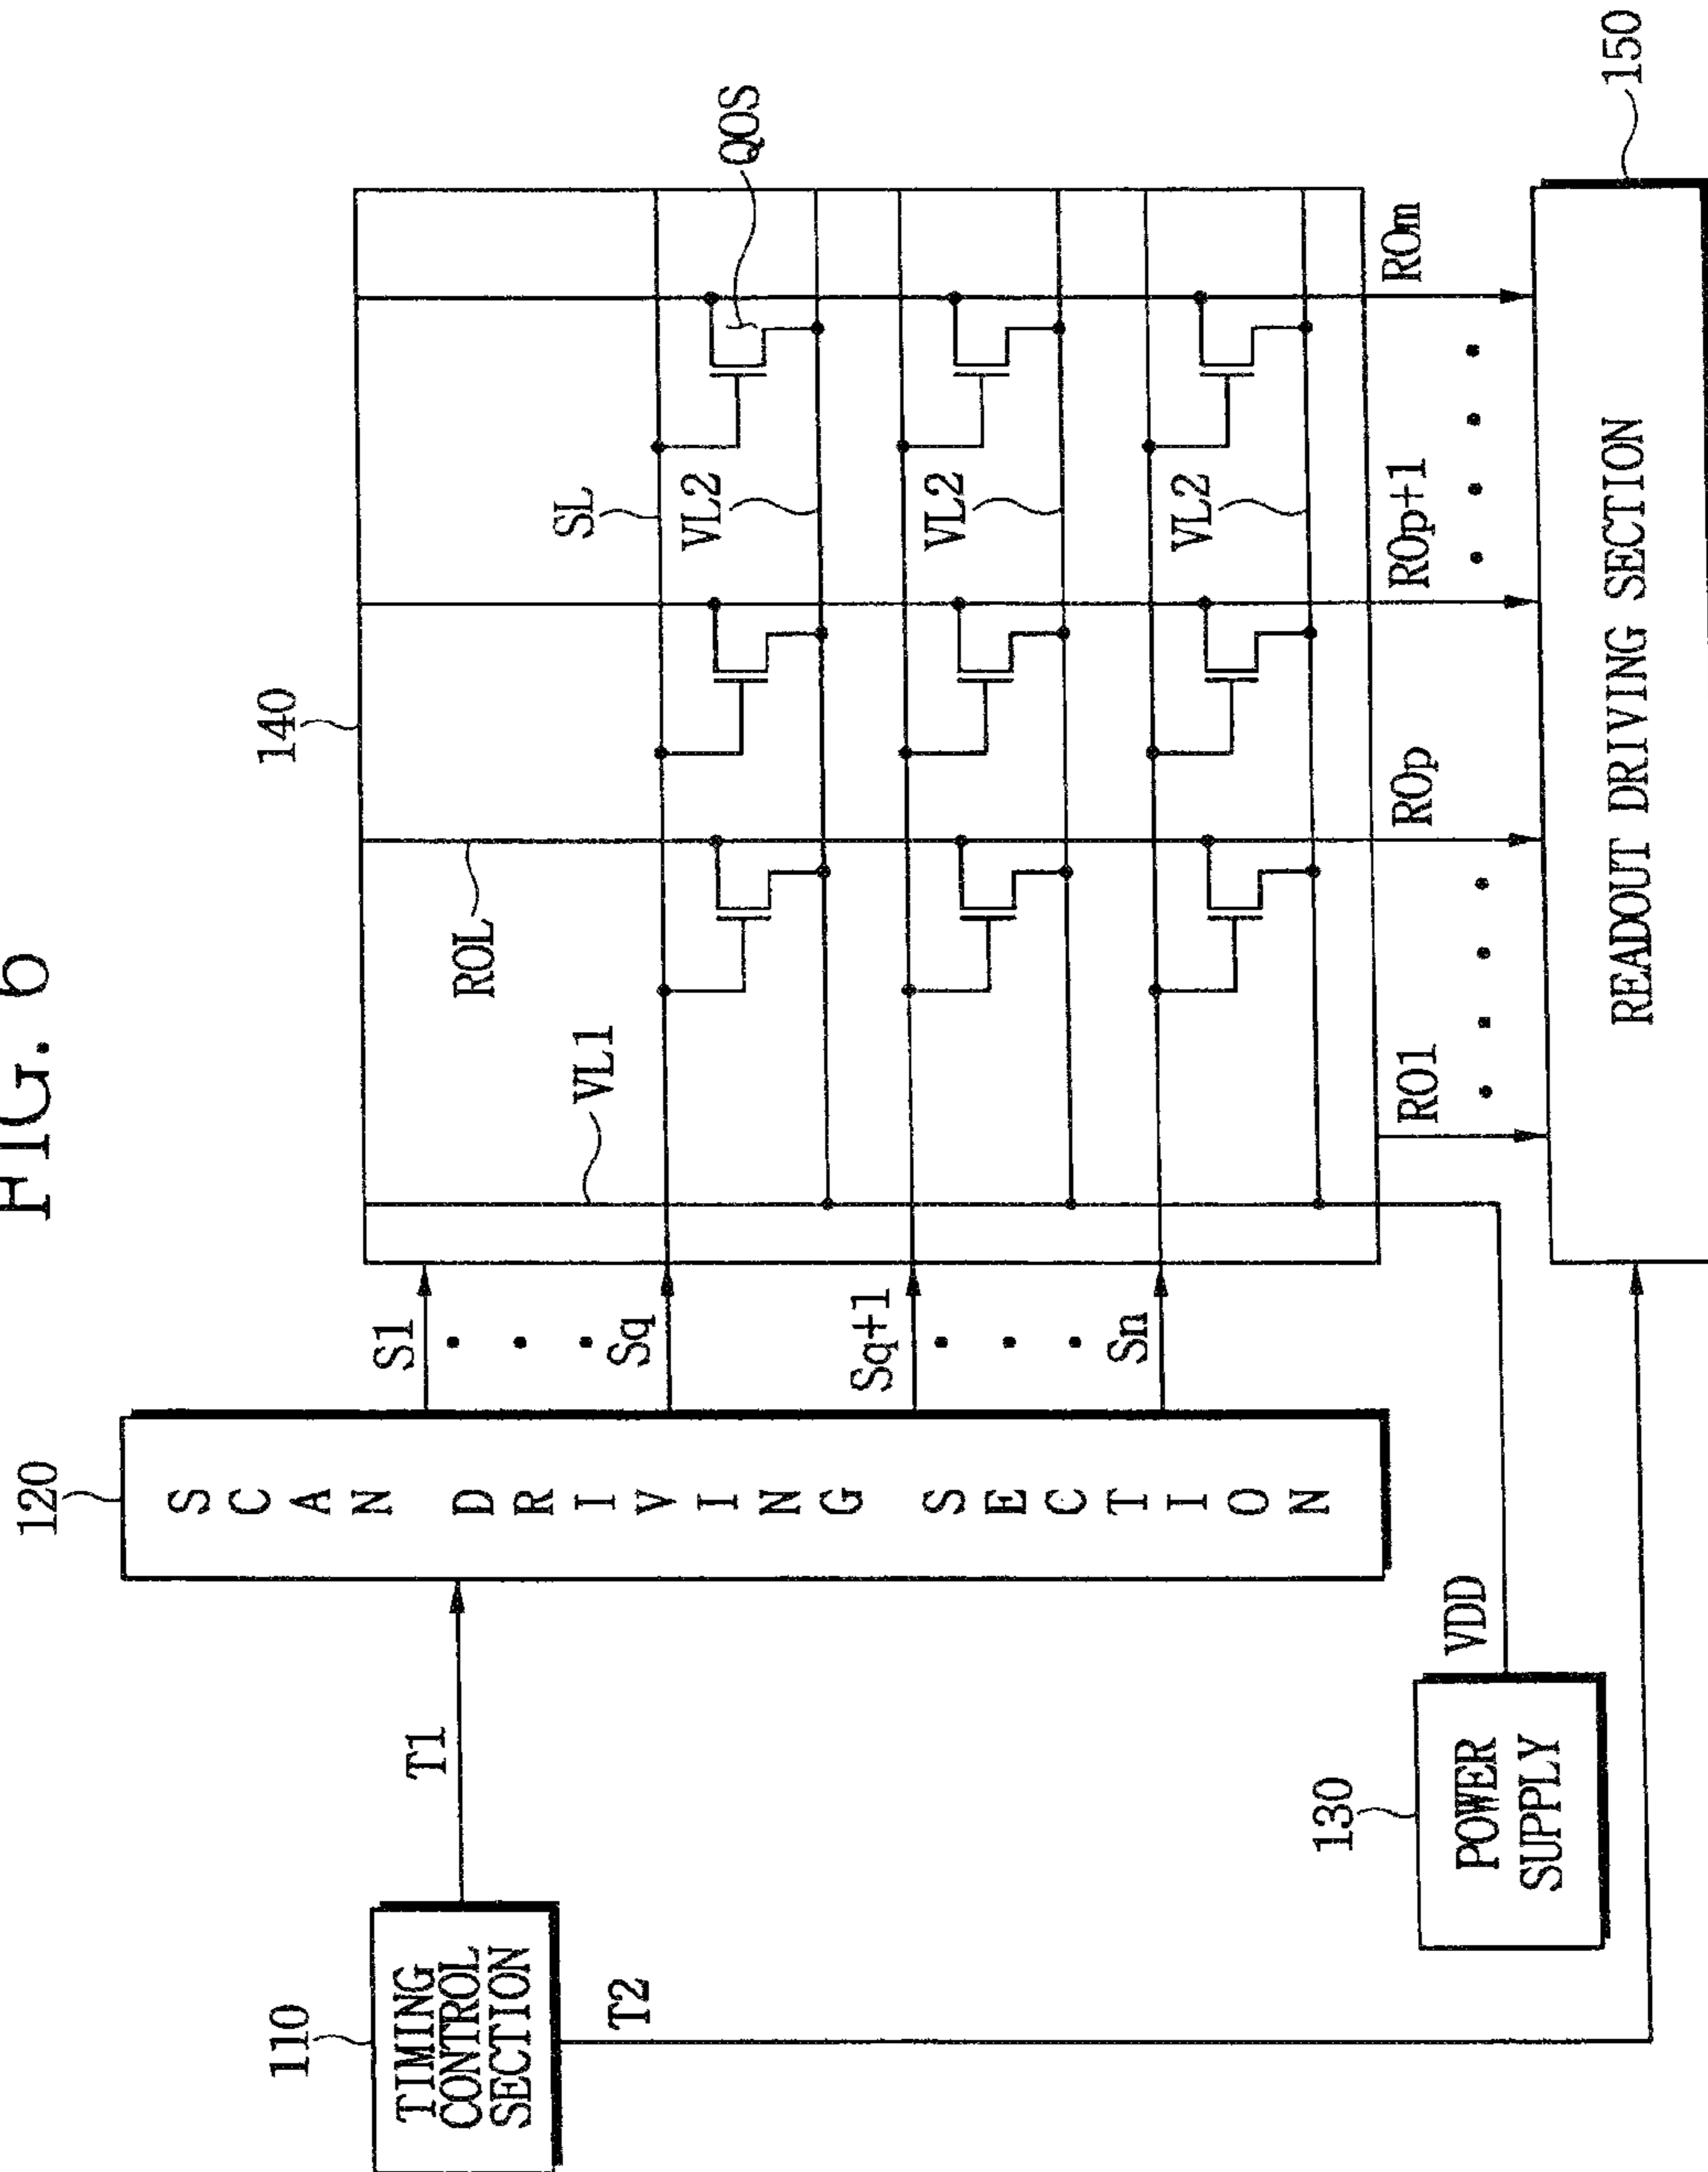 FIG. 6
140
120
110
130
150
TIMING
CONTROL
SECTION
T1
T2
SCAN DRIVING SECTION
POWER
SUPPLY
VDD
S1
Sq
Sq+1
Sn
VL1
ROL
SL
VL2
VL2
VL2
QOS
RO1
ROp
ROp+1
ROm
READOUT DRIVING SECTION